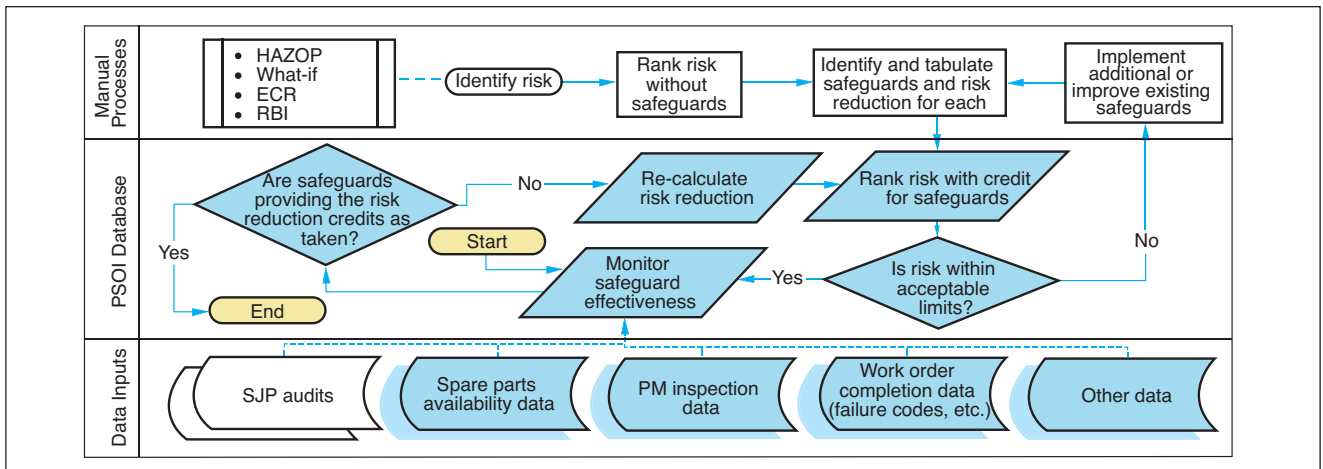 Manual
Processes
• HAZOP
• What-if
• ECR
• RBI
Identify risk
Rank risk
without
safeguards
Identify and tabulate
safeguards and risk
reduction for each
Implement
additional or
improve existing
safeguards
PSOI Database
Are safeguards
providing the risk
reduction credits as
taken?
No
Re-calculate
risk reduction
Rank risk with credit
for safeguards
No
Yes
Start
Monitor
safeguard
effectiveness
Yes
Is risk within
acceptable
limits?
End
Data Inputs
SJP audits
Spare parts
availability data
PM inspection
data
Work order
completion data
(failure codes, etc.)
Other data